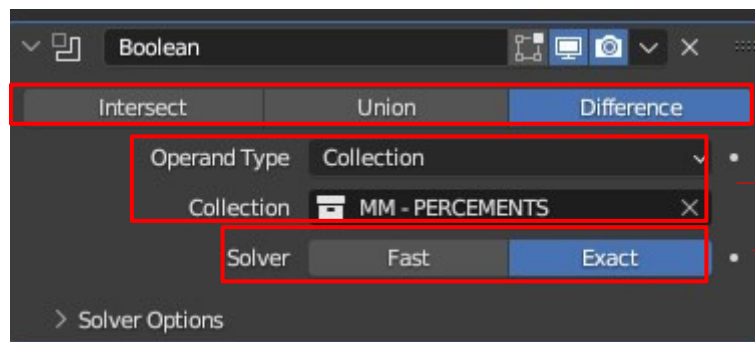 Boolean
Intersect Union Difference
Operand Type Collection
Collection MM - PERCEMENTS
Solver Fast Exact
Solver Options